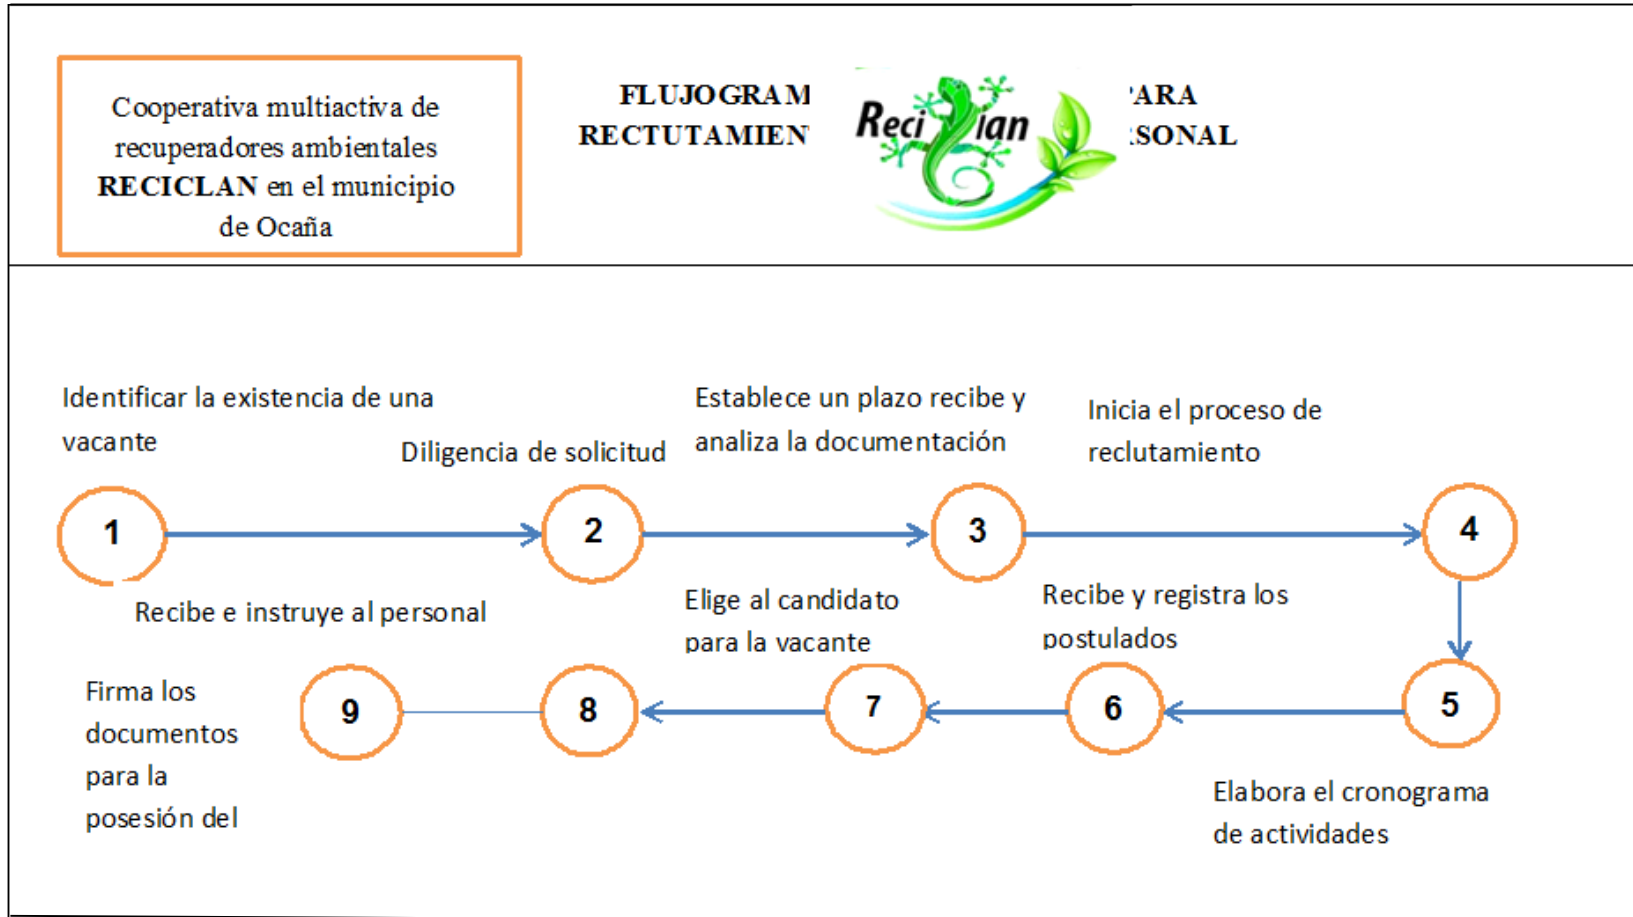 Cooperativa multiactiva de
recuperadores ambientales
RECICLAN en el municipio
de Ocaña
FLUJOGRAM
PARA
RECTUTAMIEN
RSONAL
Reci lan
Identificar la existencia de una
vacante
Diligencia de solicitud
Establece un plazo recibe y
analiza la documentación
Inicia el proceso de
reclutamiento
1
2
3
4
Recibe e instruye al personal
Elige al candidato
para la vacante
Recibe y registra los
postulados
Firma los
documentos
para la
posesión del
9
8
7
6
5
Elabora el cronograma
de actividades